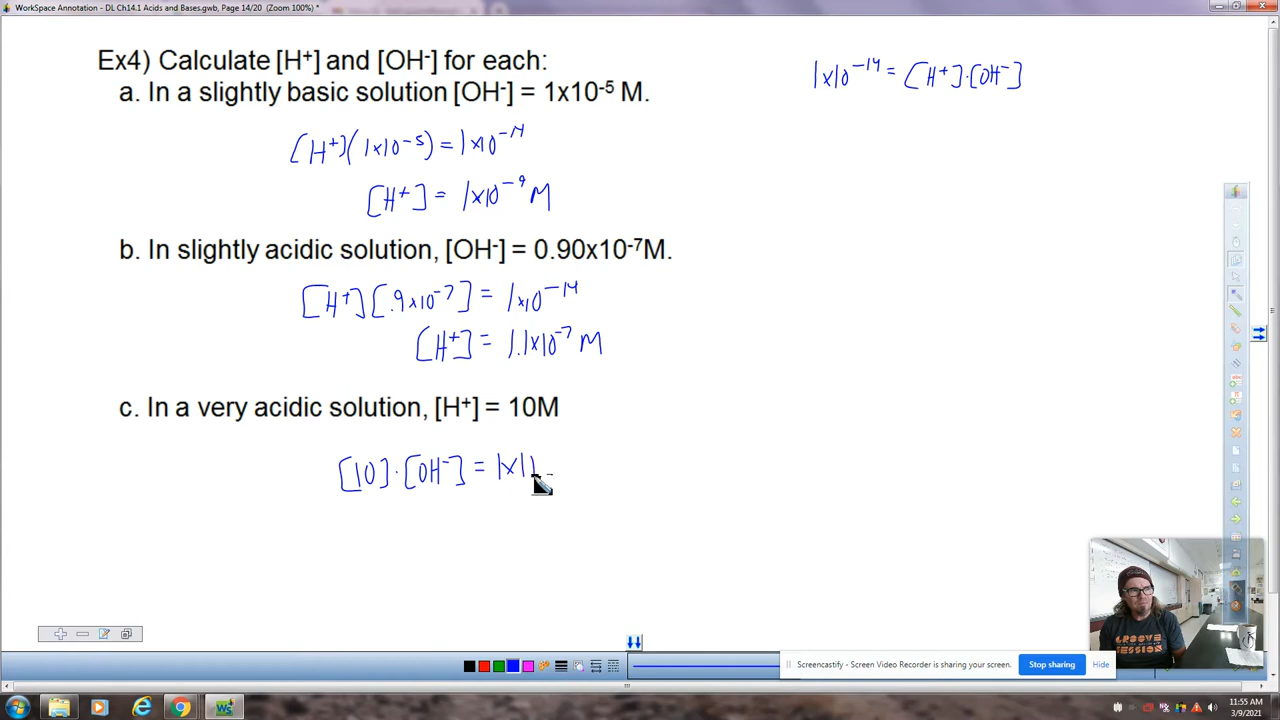 WorkSpace Annotation - DL Ch14.1 Acids and Bases.gwb, Page 14/20 (Zoom 100%) *
Ex4) Calculate [H⁺] and [OH⁻] for each:
1x10⁻¹⁴ = [H⁺]·[OH⁻]
a. In a slightly basic solution [OH⁻] = 1x10⁻⁵ M.
[H⁺](1x10⁻⁵) = 1x10⁻¹⁴
[H⁺] = 1x10⁻⁹ M
b. In slightly acidic solution, [OH⁻] = 0.90x10⁻⁷M.
[H⁺][.9x10⁻⁷] = 1x10⁻¹⁴
[H⁺] = 1.1x10⁻⁷ M
c. In a very acidic solution, [H⁺] = 10M
[10]·[OH⁻] = 1x1
GROOVE
SESSION
Screencastify - Screen Video Recorder is sharing your screen.
Stop sharing
Hide
11:55 AM
3/9/2021